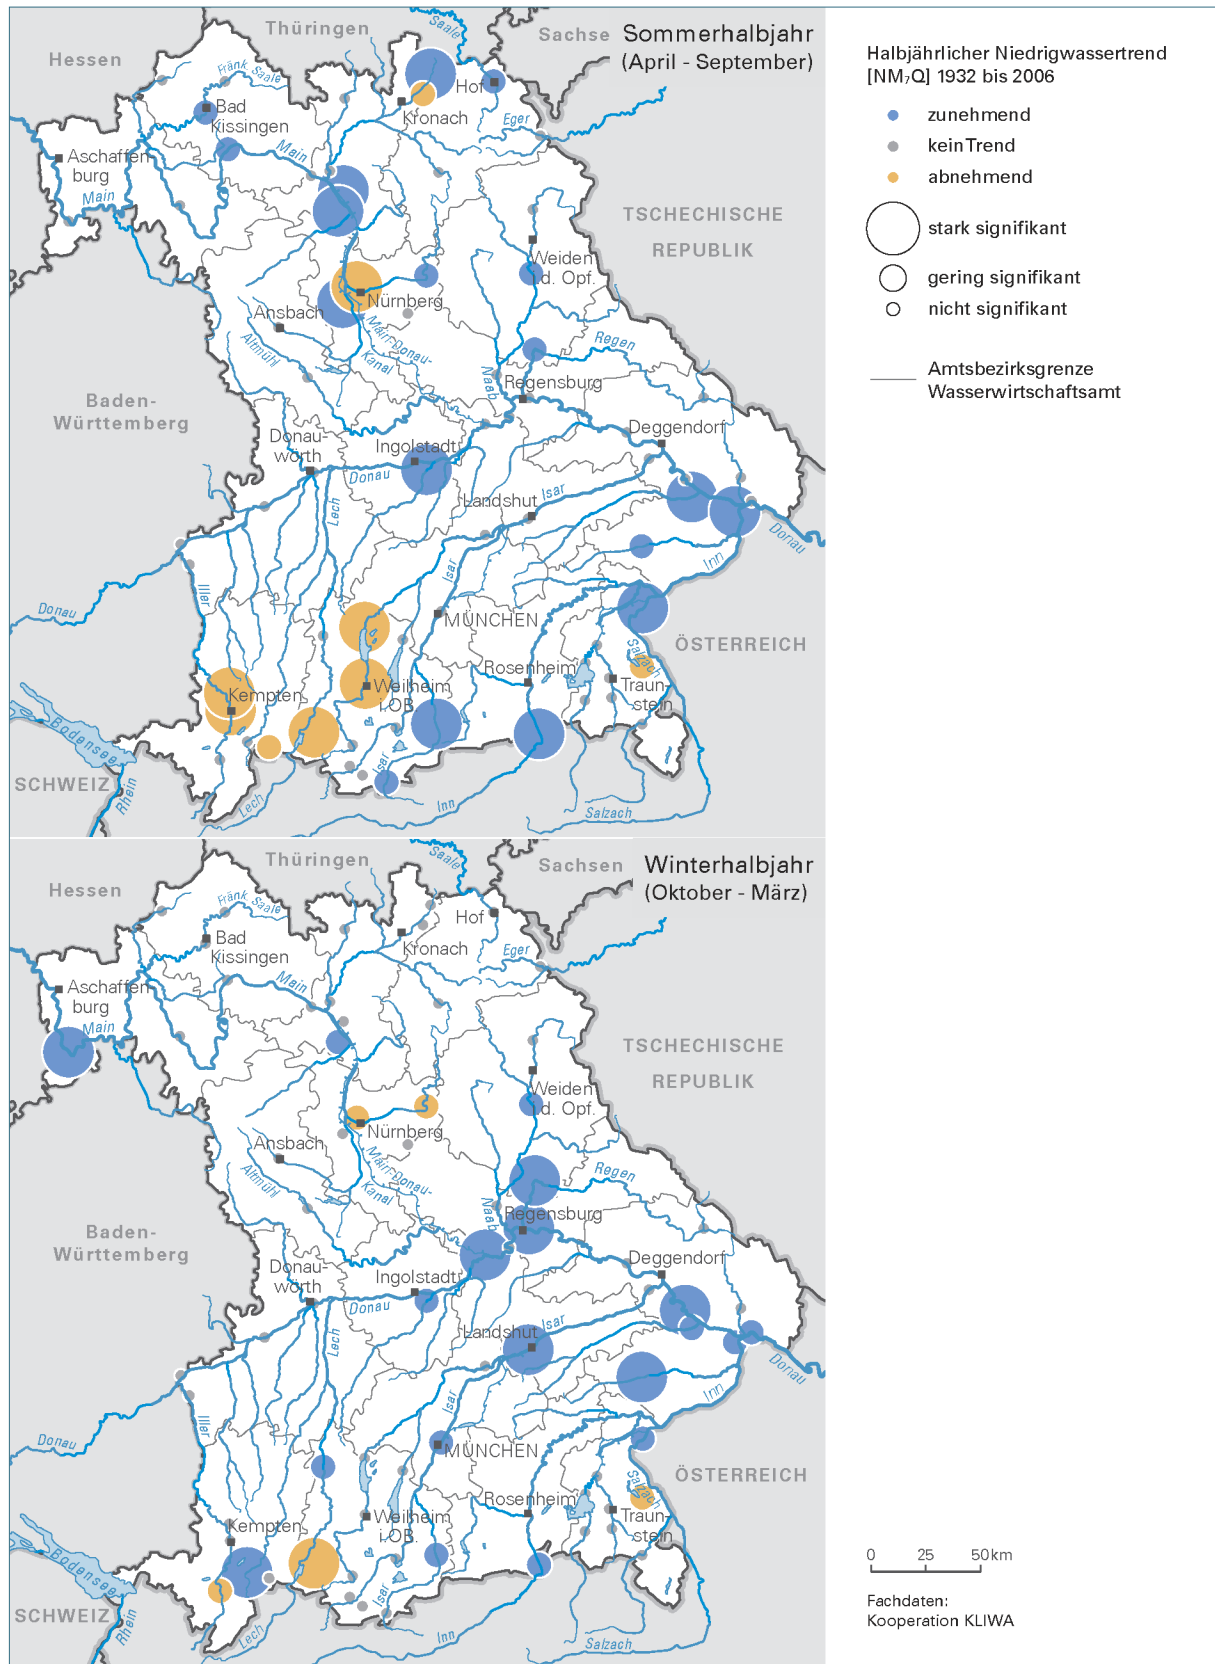 Thüringen
Saale
Sachse
Sommerhalbjahr
(April - September)
Hessen
Fränk. Saale
Hof
Bad
Kissingen
Kronach
Eger
Aschaffen-
burg
Main
Main
TSCHECHISCHE
REPUBLIK
Weiden
i.d. Opf.
Nürnberg
Ansbach
Main-Donau-
Kanal
Altmühl
Regen
Naab
Regensburg
Baden-
Württemberg
Donau-
wörth
Ingolstadt
Deggendorf
Donau
Lech
Landshut
Isar
Donau
Inn
Isar
Iller
Donau
MÜNCHEN
ÖSTERREICH
Salzach
Rosenheim
Traun-
stein
Kempten
Weilheim
i.OB.
Bodensee
Isar
SCHWEIZ
Rhein
Lech
Inn
Salzach
Halbjährlicher Niedrigwassertrend
[NM₇Q] 1932 bis 2006
zunehmend
kein Trend
abnehmend
stark signifikant
gering signifikant
nicht signifikant
Amtsbezirksgrenze
Wasserwirtschaftsamt
Thüringen
Saale
Sachsen
Winterhalbjahr
(Oktober - März)
Hessen
Fränk. Saale
Hof
Bad
Kissingen
Kronach
Eger
Aschaffen-
burg
Main
Main
TSCHECHISCHE
REPUBLIK
Weiden
i.d. Opf.
Nürnberg
Ansbach
Main-Donau-
Kanal
Altmühl
Regen
Naab
Regensburg
Baden-
Württemberg
Donau-
wörth
Ingolstadt
Deggendorf
Donau
Lech
Landshut
Isar
Donau
Inn
Isar
Iller
Donau
MÜNCHEN
ÖSTERREICH
Salzach
Rosenheim
Traun-
stein
Kempten
Weilheim
i.OB.
Bodensee
Isar
SCHWEIZ
Rhein
Lech
Inn
Salzach
0 25 50 km
Fachdaten:
Kooperation KLIWA